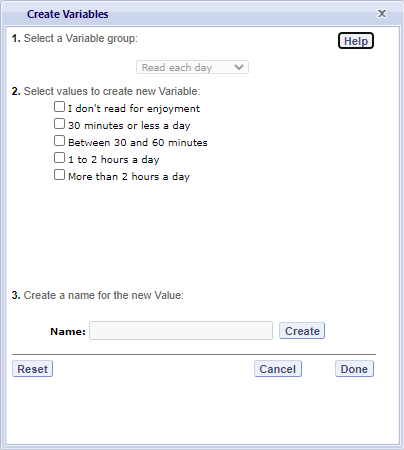 Create Variables x
1. Select a Variable group:
Help
Read each day
2. Select values to create new Variable:
I don't read for enjoyment
30 minutes or less a day
Between 30 and 60 minutes
1 to 2 hours a day
More than 2 hours a day
3. Create a name for the new Value:
Name: Create
Reset Cancel Done